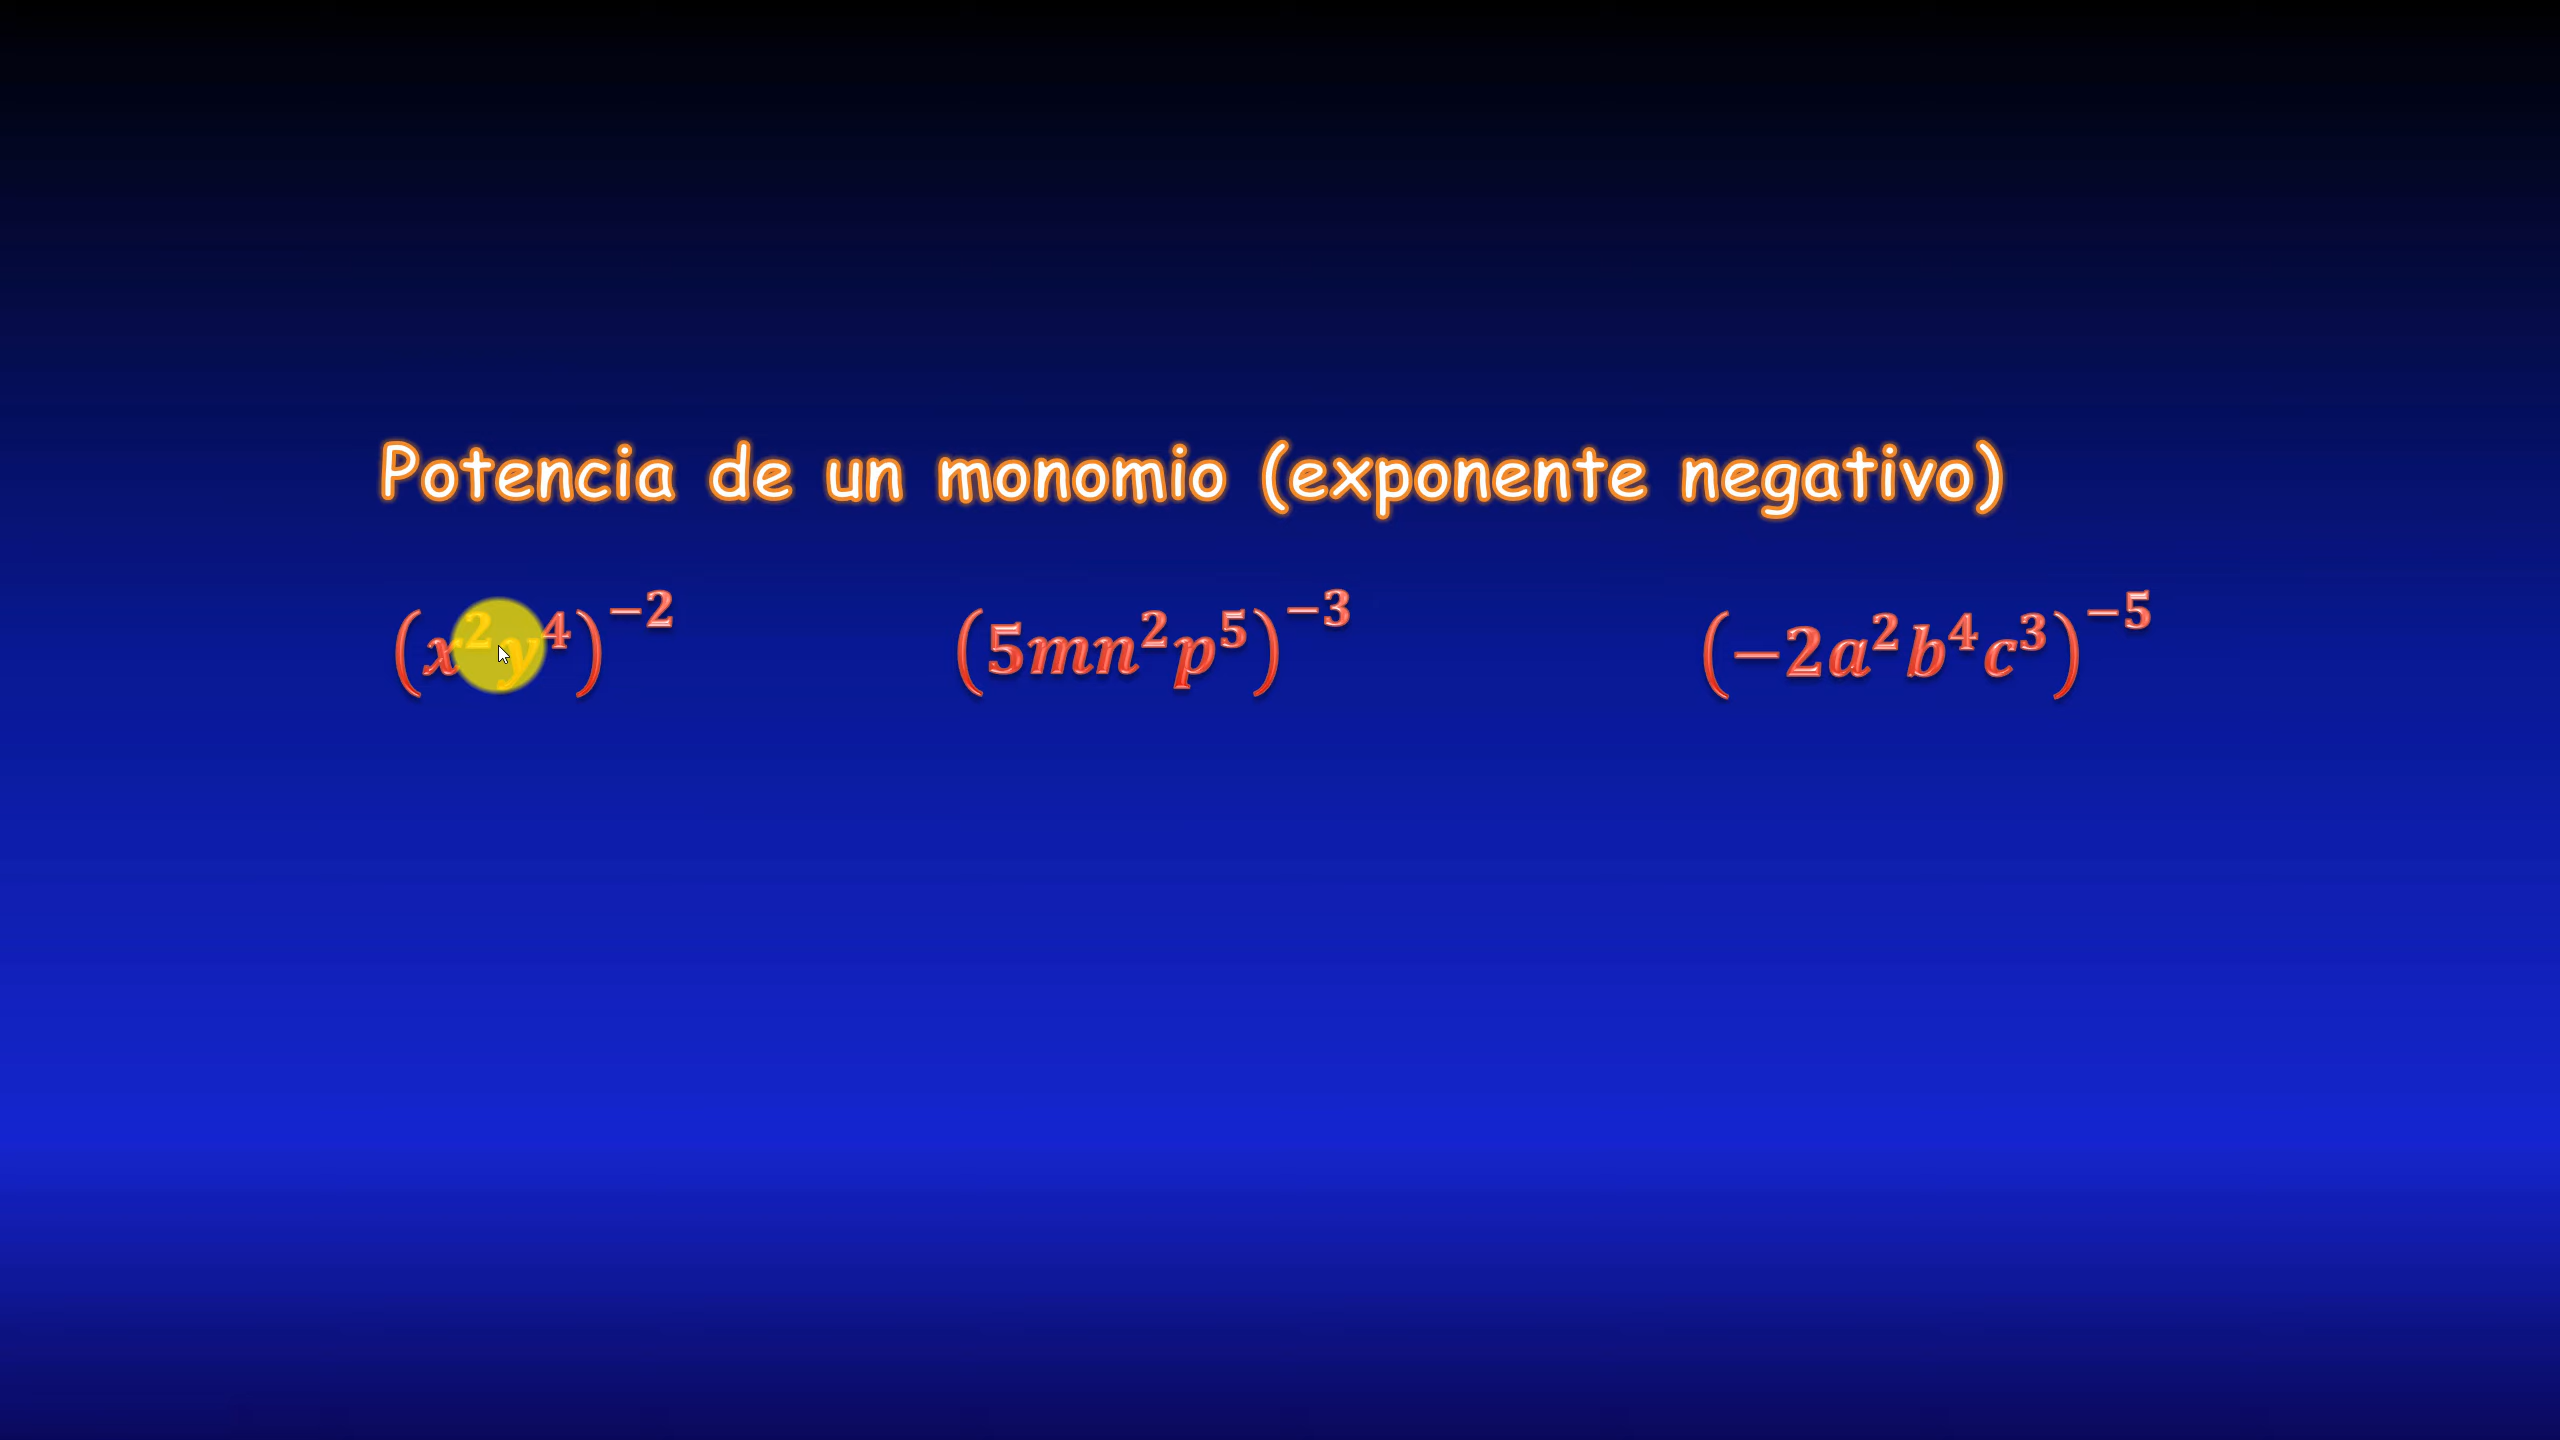 Potencia de un monomio (exponente negativo)
(x²y⁴)⁻² (5mn²p⁵)⁻³ (−2a²b⁴c³)⁻⁵